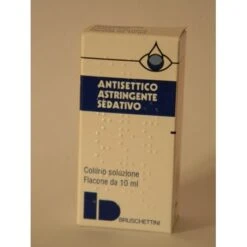 ANTISETTICO
ASTRINGENTE
SEDATIVO
Collirio soluzione
Flacone da 10 ml
BRUSCHETTINI